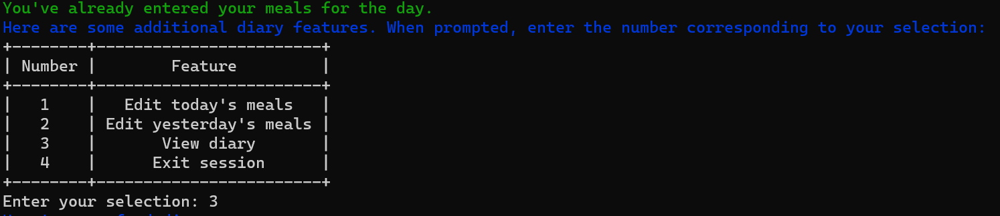 You've already entered your meals for the day.
Here are some additional diary features. When prompted, enter the number corresponding to your selection:
+--------+------------------------+
| Number |        Feature         |
+--------+------------------------+
|   1    |   Edit today's meals   |
|   2    | Edit yesterday's meals |
|   3    |       View diary       |
|   4    |      Exit session      |
+--------+------------------------+
Enter your selection: 3